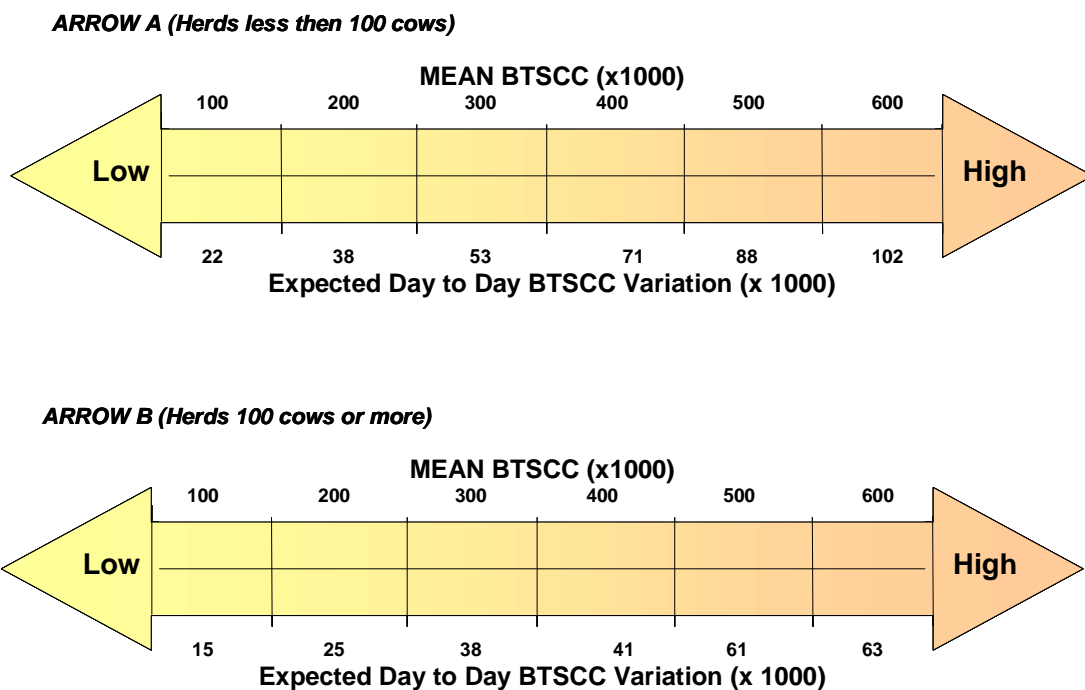 ARROW A (Herds less then 100 cows)
MEAN BTSCC (x1000)
100 200 300 400 500 600
Low High
22 38 53 71 88 102
Expected Day to Day BTSCC Variation (x 1000)
ARROW B (Herds 100 cows or more)
MEAN BTSCC (x1000)
100 200 300 400 500 600
Low High
15 25 38 41 61 63
Expected Day to Day BTSCC Variation (x 1000)